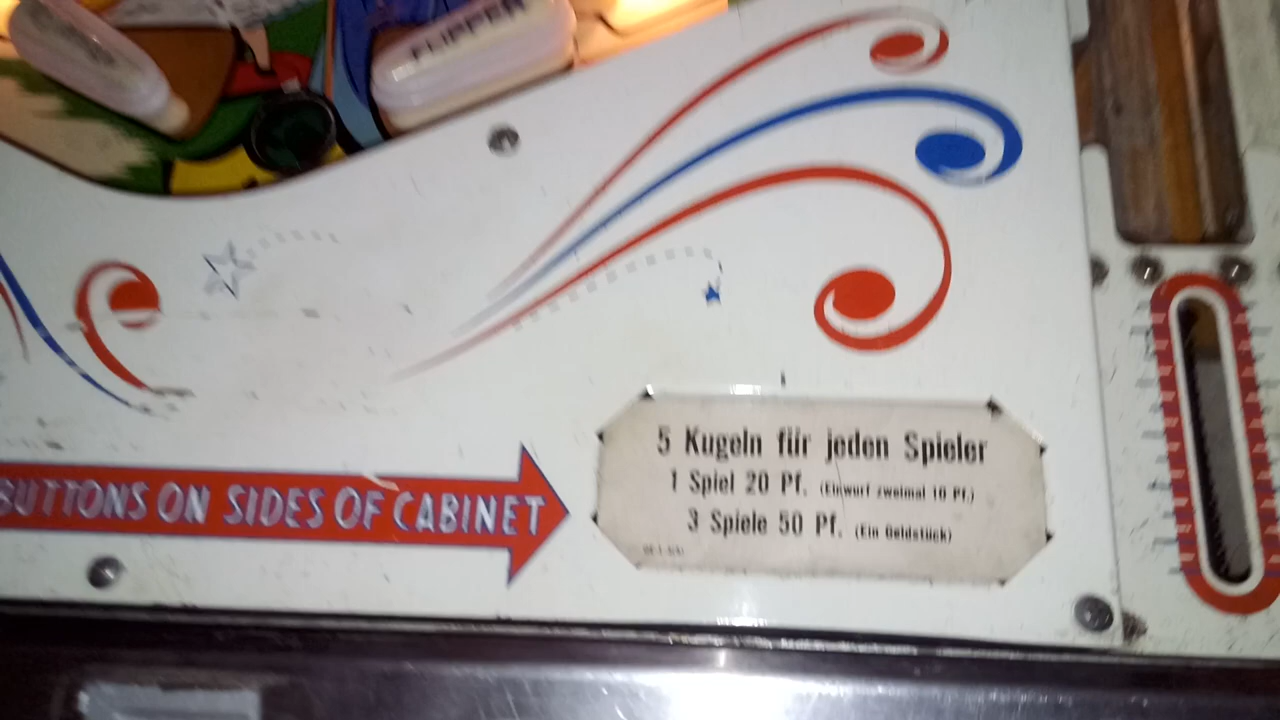 FLIPPER
BUTTONS ON SIDES OF CABINET
5 Kugeln für jeden Spieler
1 Spiel 20 Pf. (Einwurf zweimal 10 Pf.)
3 Spiele 50 Pf. (Ein Geldstück)